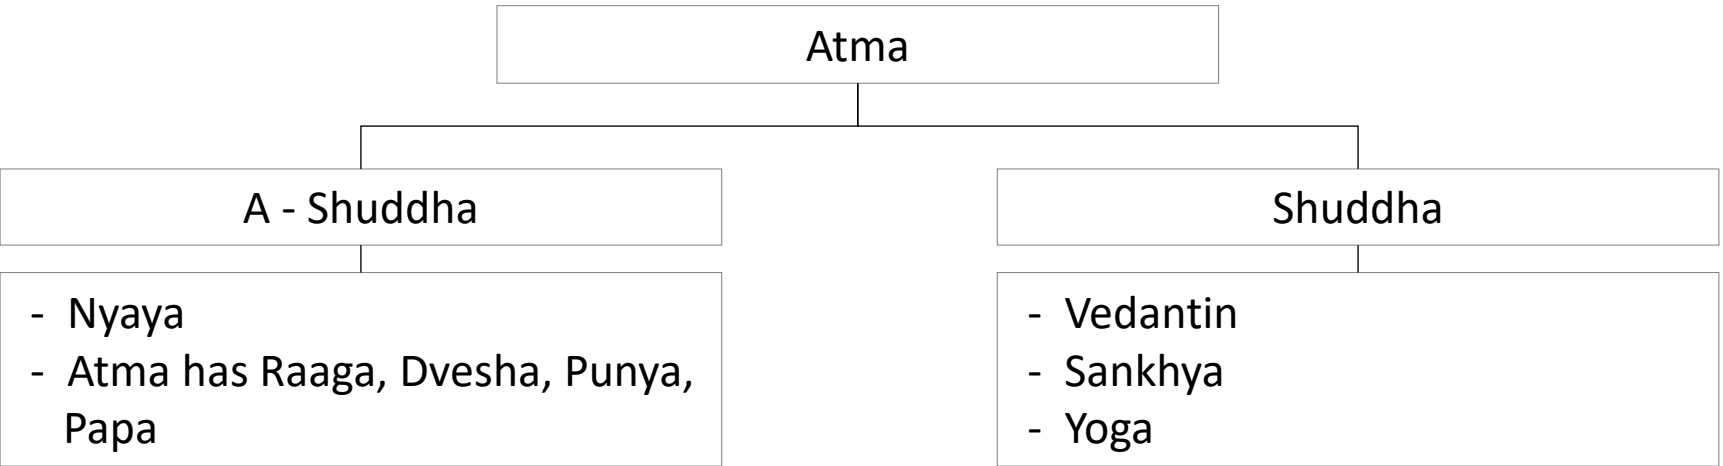 Atma
A - Shuddha
Shuddha
- Nyaya
- Atma has Raaga, Dvesha, Punya,
Papa
- Vedantin
- Sankhya
- Yoga